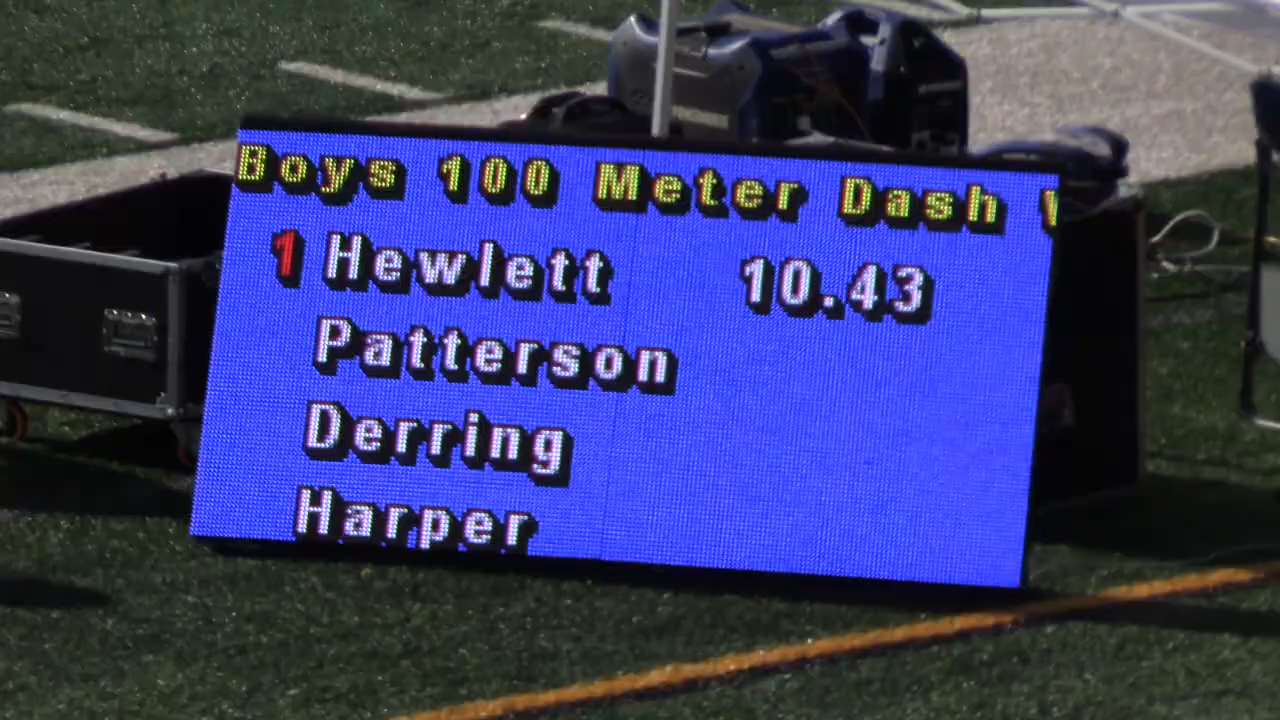 Boys 100 Meter Dash
1 Hewlett 10.43
Patterson
Derring
Harper